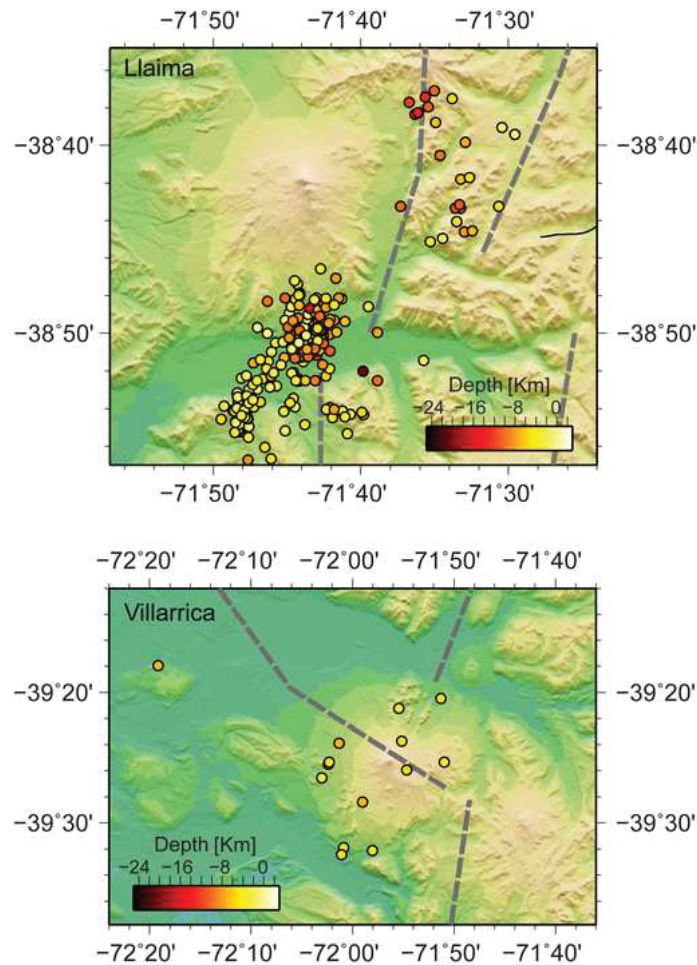 −71˚50' −71˚40' −71˚30'
Llaima
−38˚40' −38˚40'
−38˚50' −38˚50'
Depth [Km]
−24 −16 −8 0
−71˚50' −71˚40' −71˚30'
−72˚20' −72˚10' −72˚00' −71˚50' −71˚40'
Villarrica
−39˚20' −39˚20'
−39˚30' −39˚30'
Depth [Km]
−24 −16 −8 0
−72˚20' −72˚10' −72˚00' −71˚50' −71˚40'